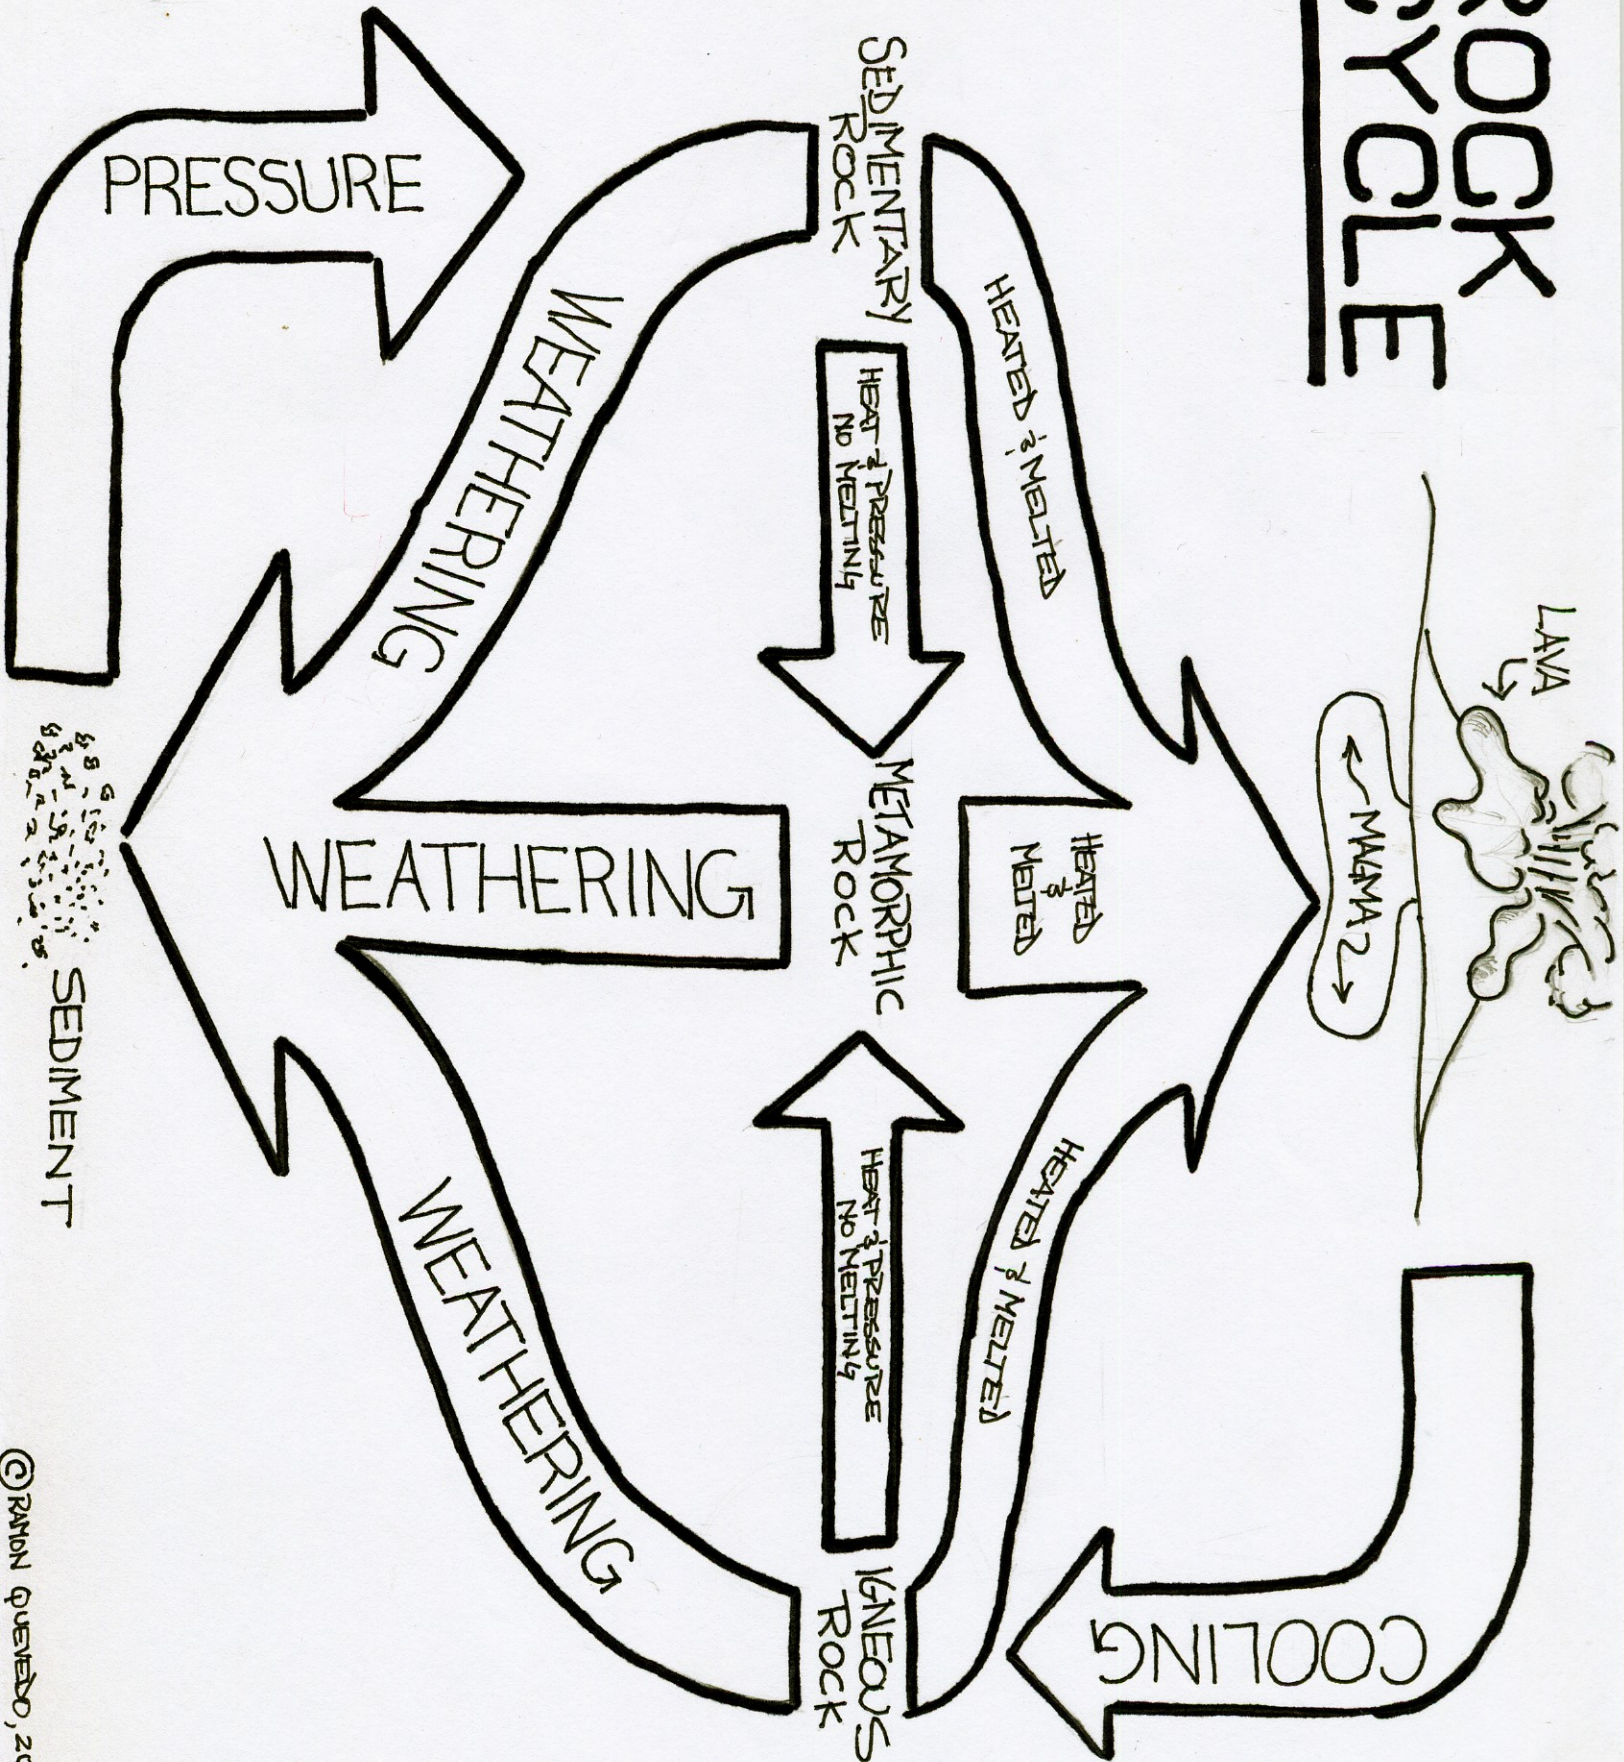 ROCK
CYCLE
LAVA
MAGMA
COOLING
HEATED & MELTED
HEATED
&
MELTED
HEATED & MELTED
SEDIMENTARY
ROCK
HEAT & PRESSURE
NO MELTING
METAMORPHIC
ROCK
HEAT & PRESSURE
NO MELTING
IGNEOUS
ROCK
WEATHERING
WEATHERING
WEATHERING
PRESSURE
SEDIMENT
© RAMON QUEVEDO, 20